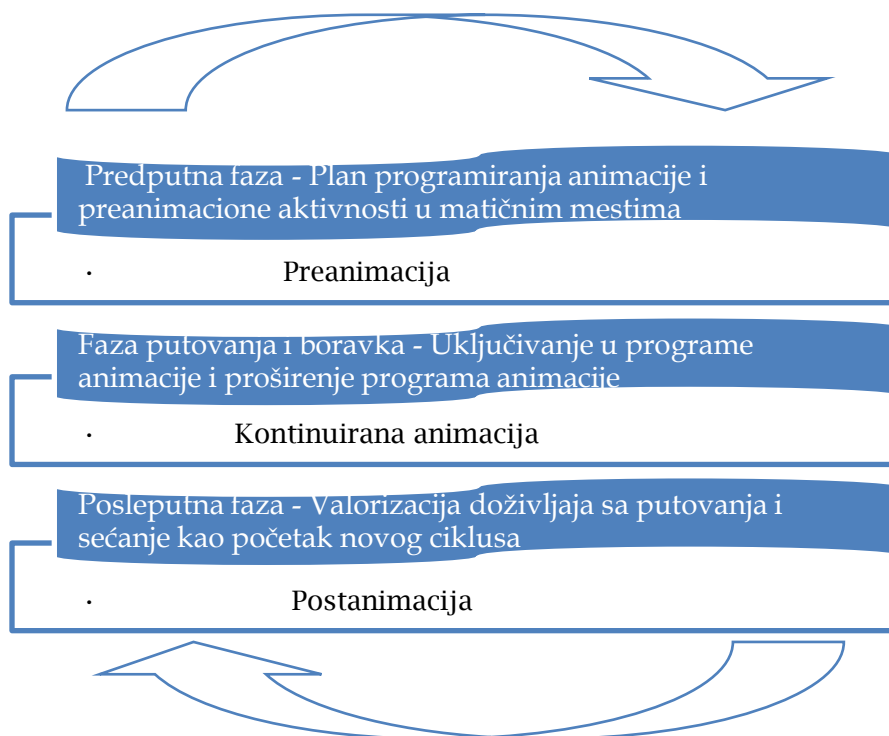 Predputna faza - Plan programiranja animacije i
preanimacione aktivnosti u matičnim mestima
· Preanimacija
Faza putovanja i boravka - Uključivanje u programe
animacije i proširenje programa animacije
· Kontinuirana animacija
Posleputna faza - Valorizacija doživljaja sa putovanja i
sećanje kao početak novog ciklusa
· Postanimacija